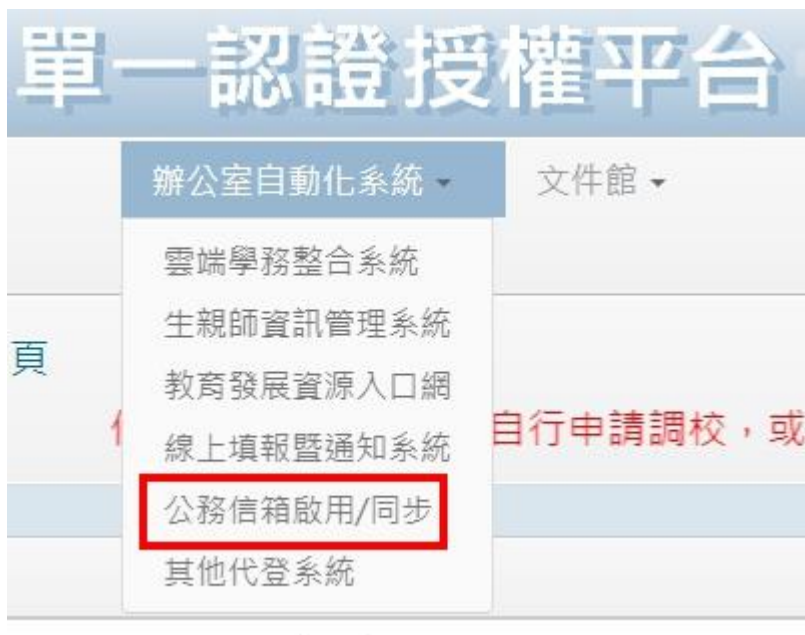 單一認證授權平台
辦公室自動化系統 文件館
雲端學務整合系統
生親師資訊管理系統
頁
教育發展資源入口網
自行申請調校，或
線上填報暨通知系統
公務信箱啟用/同步
其他代登系統